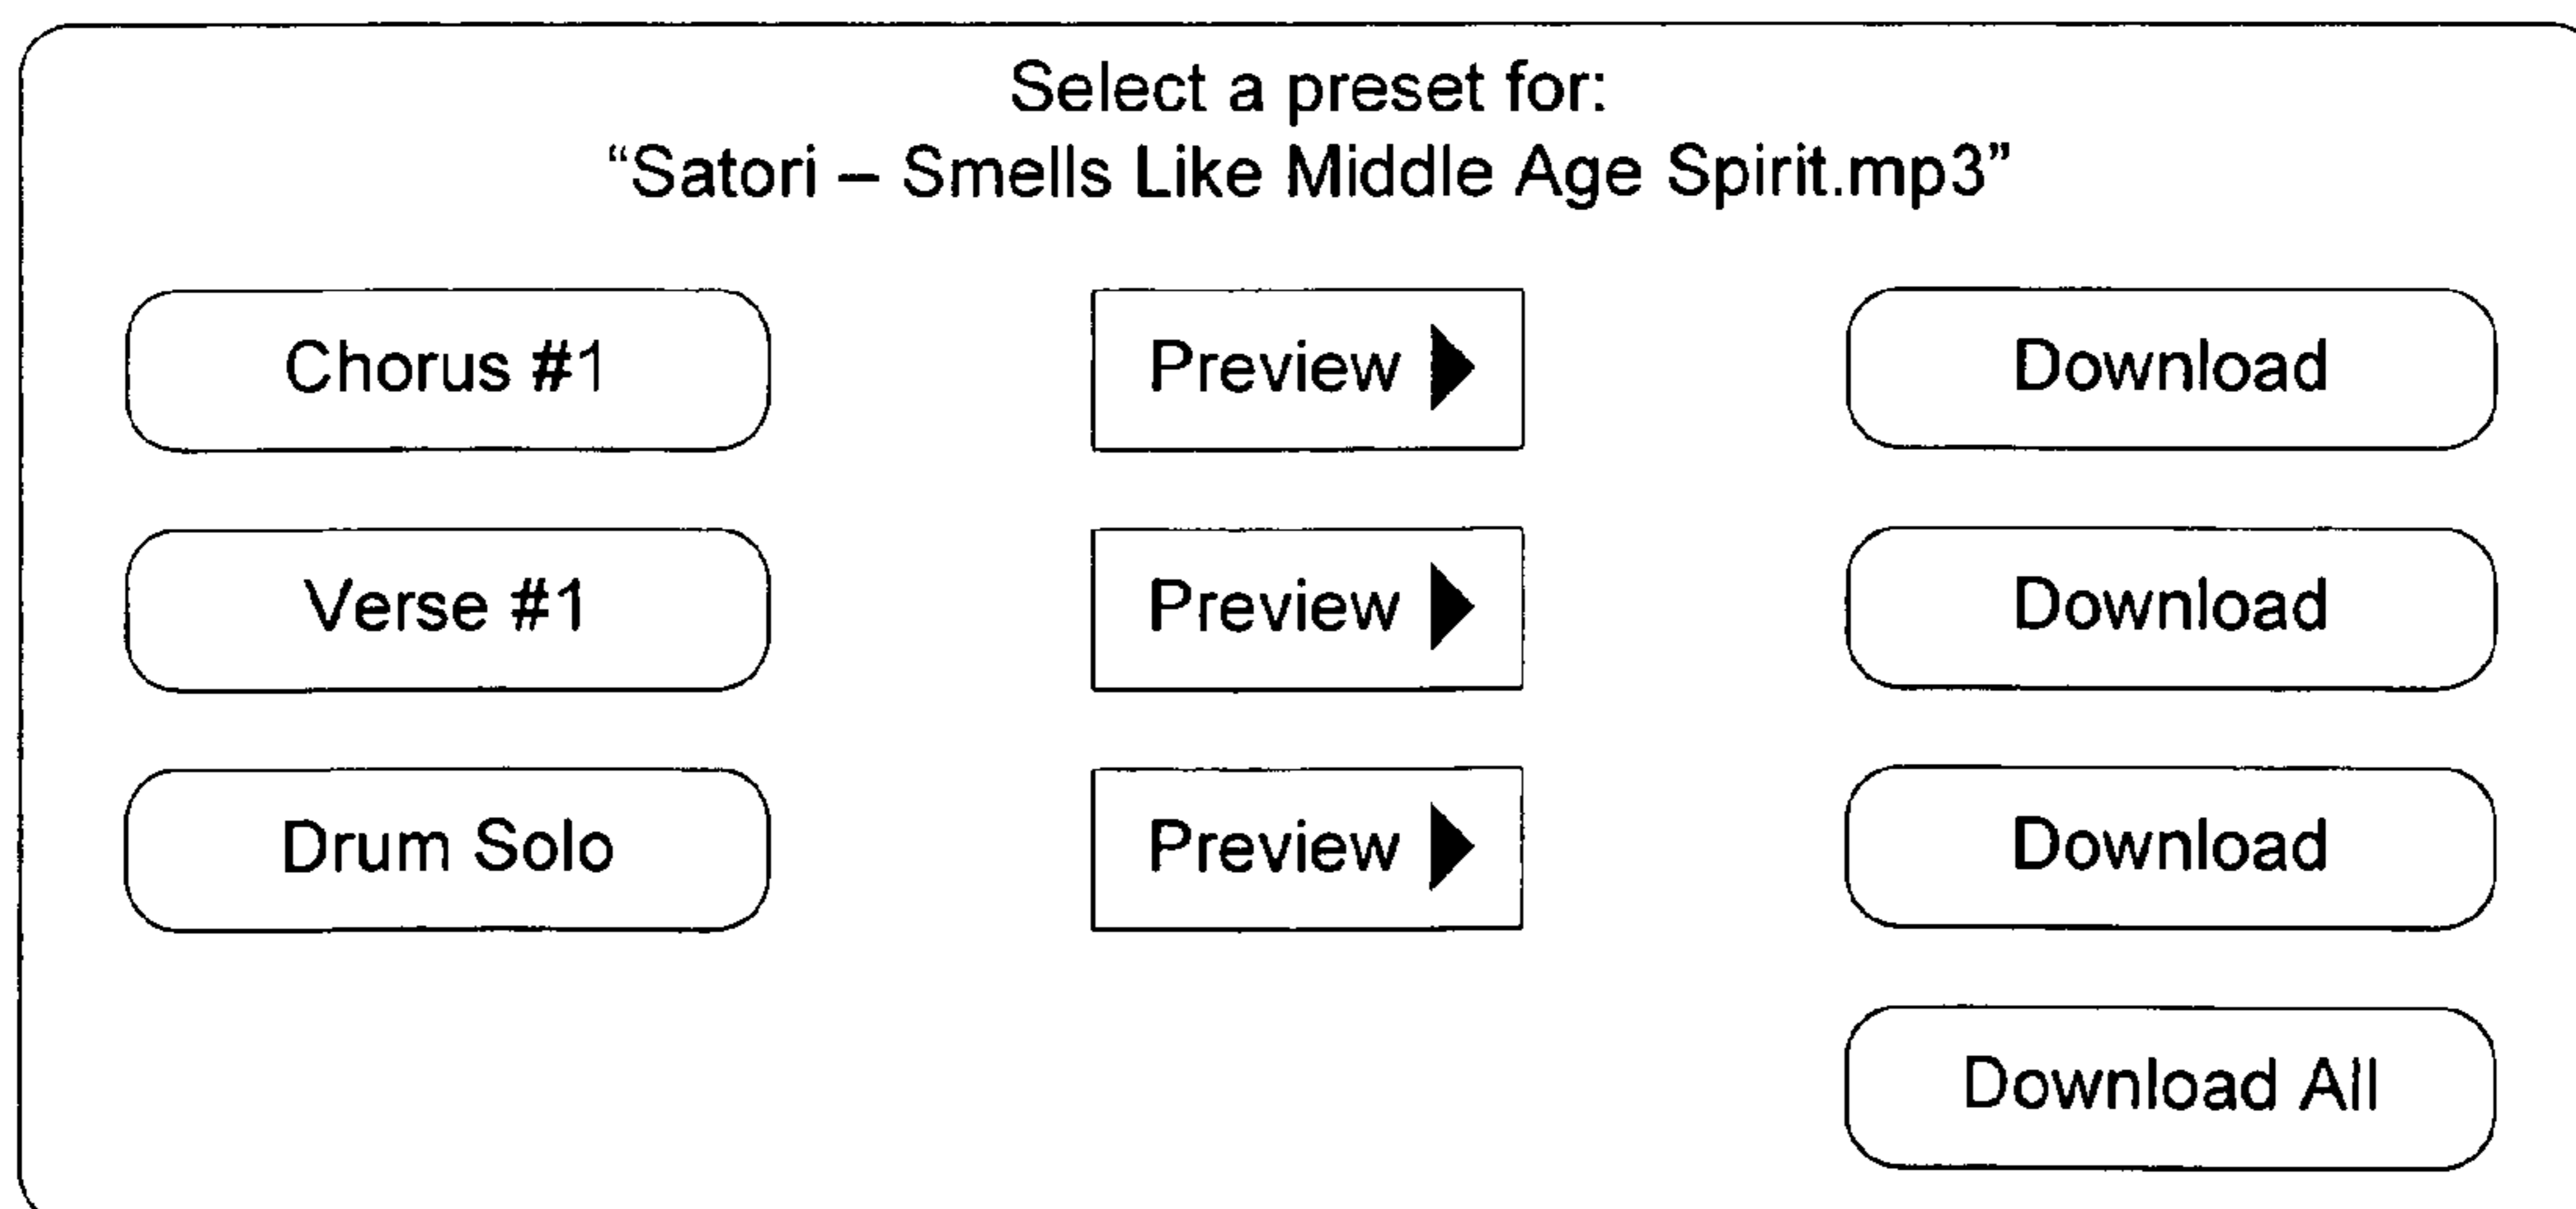 Select a preset for:
“Satori – Smells Like Middle Age Spirit.mp3”
Chorus #1 Preview Download
Verse #1 Preview Download
Drum Solo Preview Download
Download All